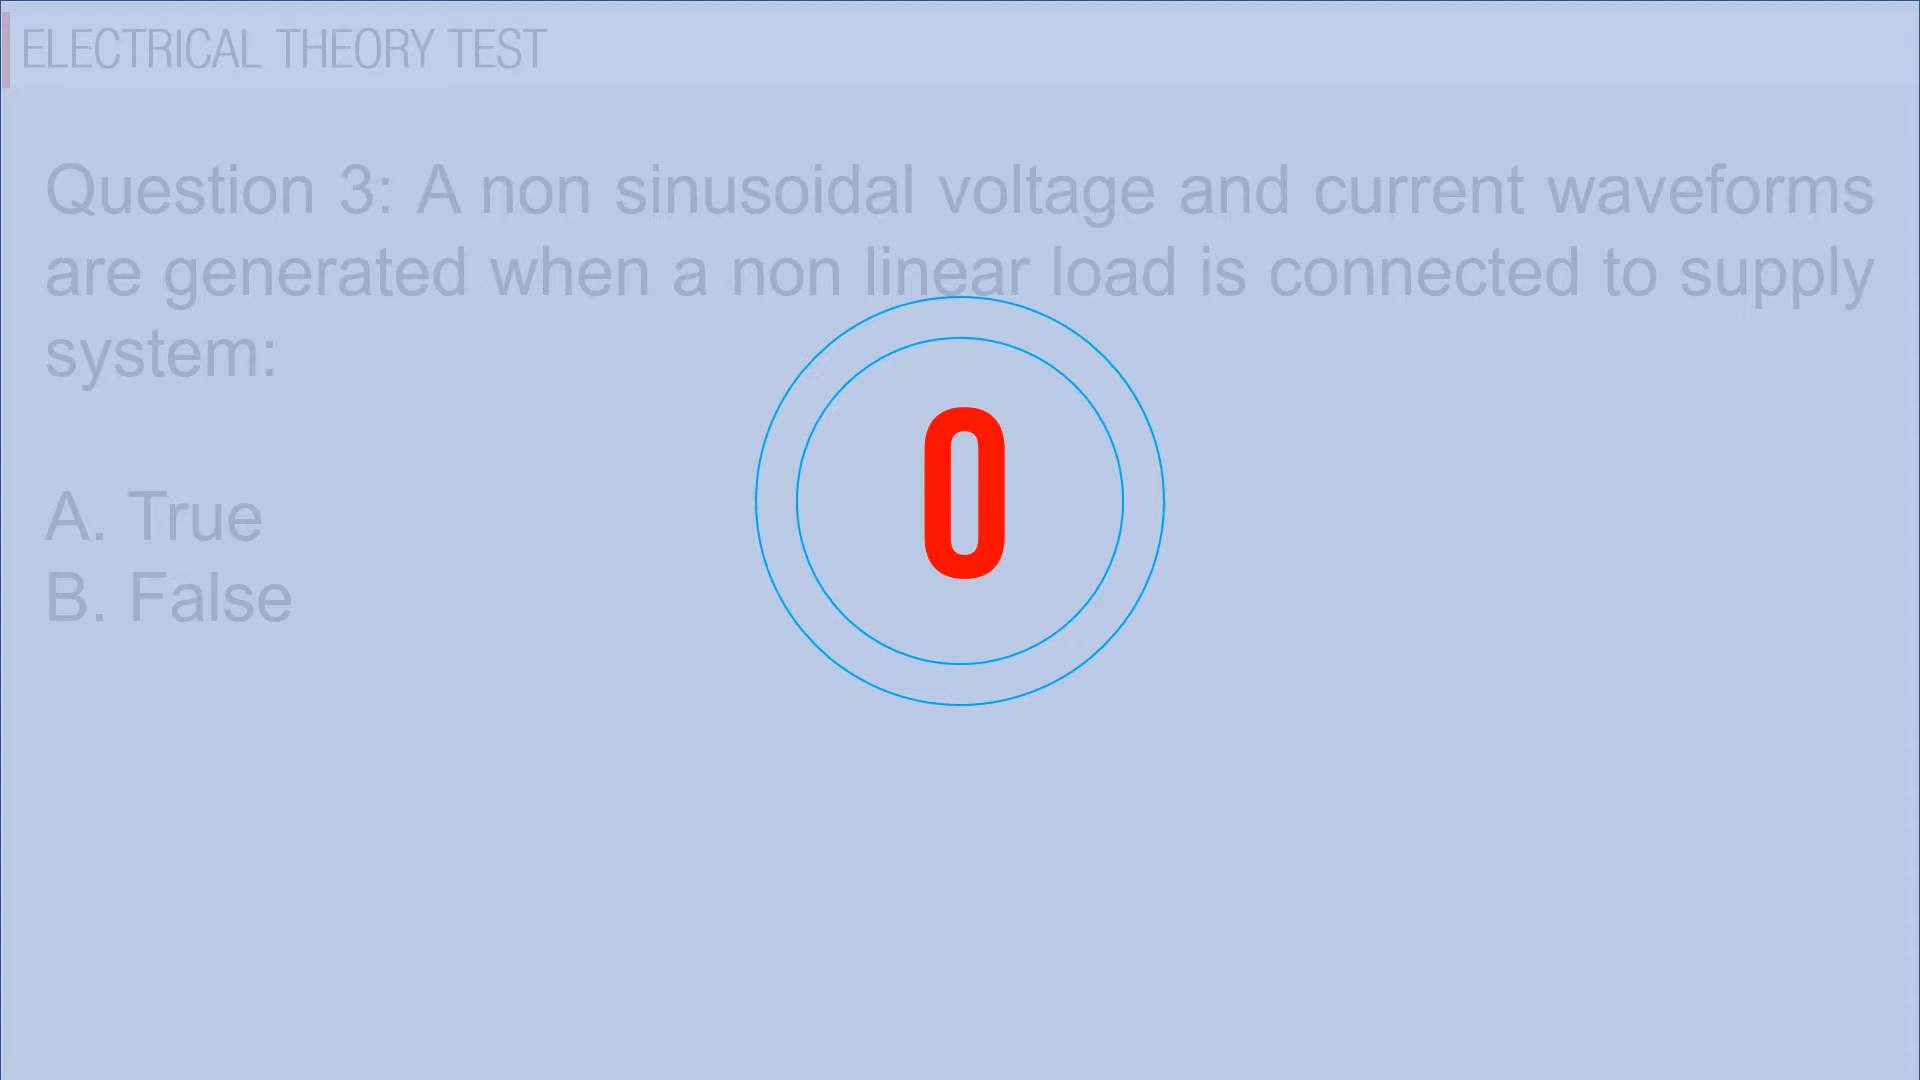 ELECTRICAL THEORY TEST
Question 3: A non sinusoidal voltage and current waveforms
are generated when a non linear load is connected to supply
system:
0
A. True
B. False